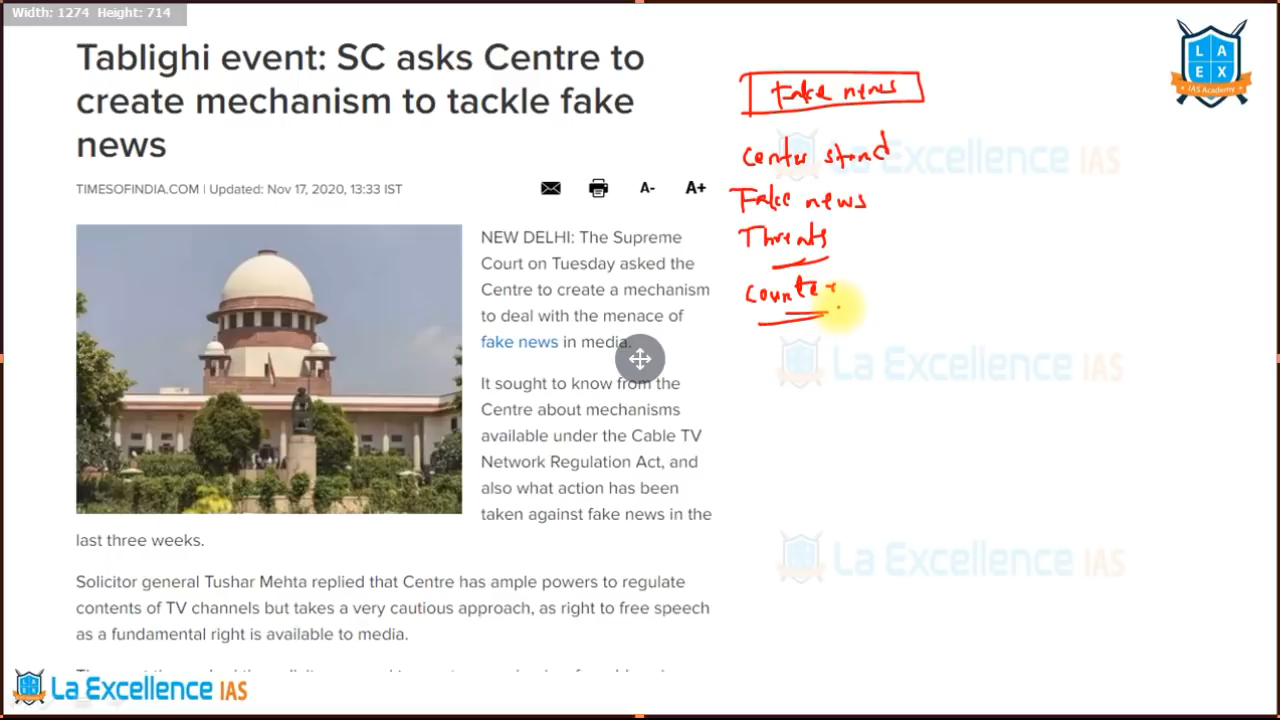 Width: 1274 Height: 714
Tablighi event: SC asks Centre to
create mechanism to tackle fake
news
TIMESOFINDIA.COM | Updated: Nov 17, 2020, 13:33 IST
A- A+
NEW DELHI: The Supreme
Court on Tuesday asked the
Centre to create a mechanism
to deal with the menace of
fake news in media.
It sought to know from the
Centre about mechanisms
available under the Cable TV
Network Regulation Act, and
also what action has been
taken against fake news in the
last three weeks.
Solicitor general Tushar Mehta replied that Centre has ample powers to regulate
contents of TV channels but takes a very cautious approach, as right to free speech
as a fundamental right is available to media.
La Excellence IAS
Fake news
Center stand
Fake news
Threats
Counter
L A
E X
IAS Academy
La Excellence IAS
La Excellence IAS
La Excellence IAS